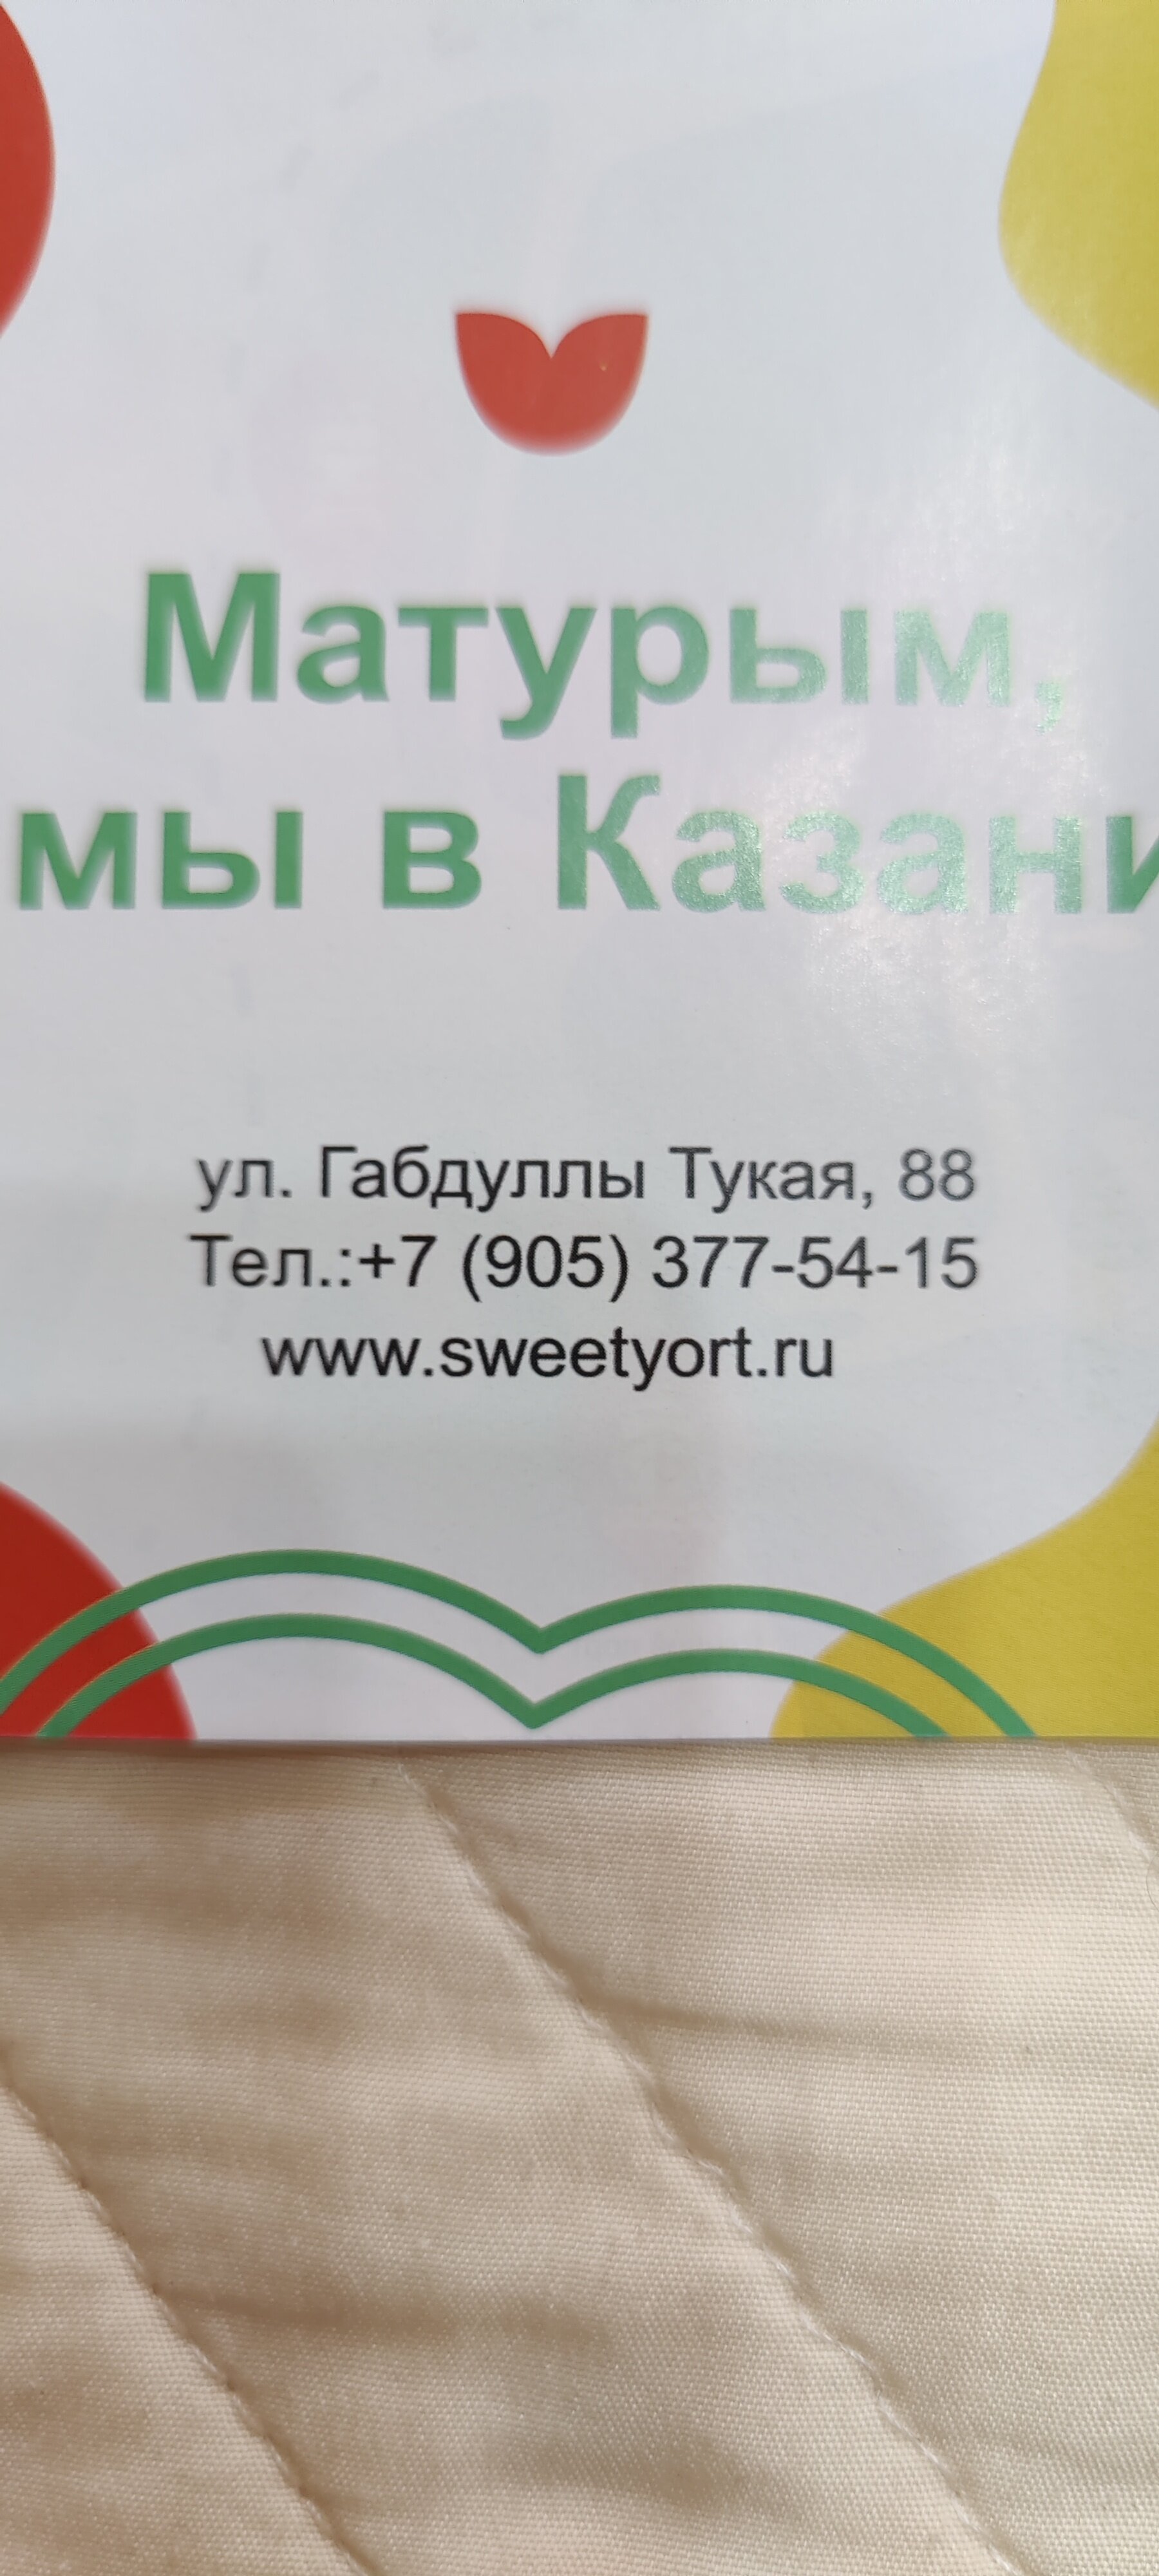 Матурым,
мы в Казани
ул. Габдуллы Тукая, 88
Тел.:+7 (905) 377-54-15
www.sweetyort.ru